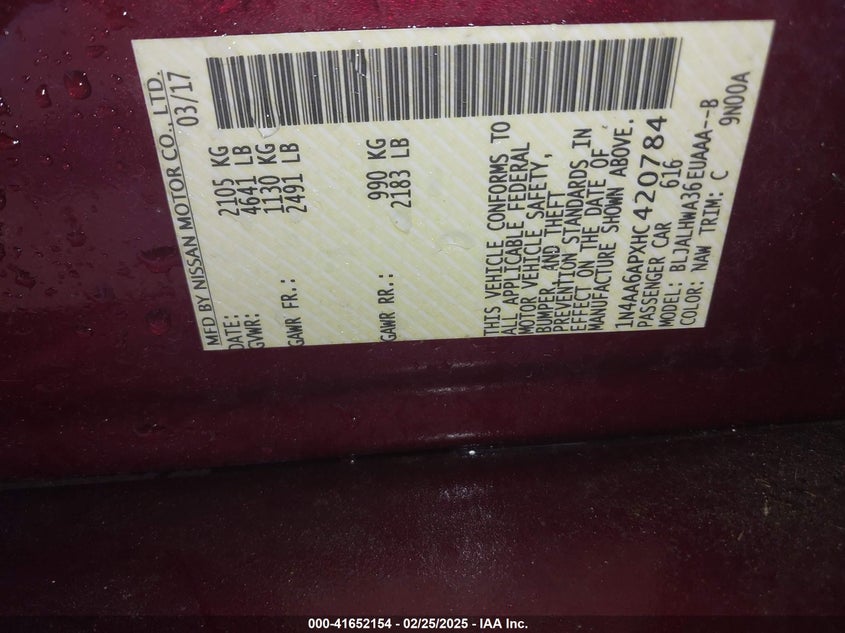 MFD BY NISSAN MOTOR CO., LTD.
DATE: 03/17
GVWR: 2105 KG
4641 LB
GAWR FR.: 1130 KG
2491 LB
GAWR RR.: 990 KG
2183 LB
THIS VEHICLE CONFORMS TO
ALL APPLICABLE FEDERAL
MOTOR VEHICLE SAFETY,
BUMPER, AND THEFT
PREVENTION STANDARDS IN
EFFECT ON THE DATE OF
MANUFACTURE SHOWN ABOVE.
1N4AA6APXHC420784
PASSENGER CAR 616
MODEL: BLJALHWA36EUAAA--B
COLOR: NAW TRIM: C 9N00A
000-41652154 - 02/25/2025 - IAA Inc.